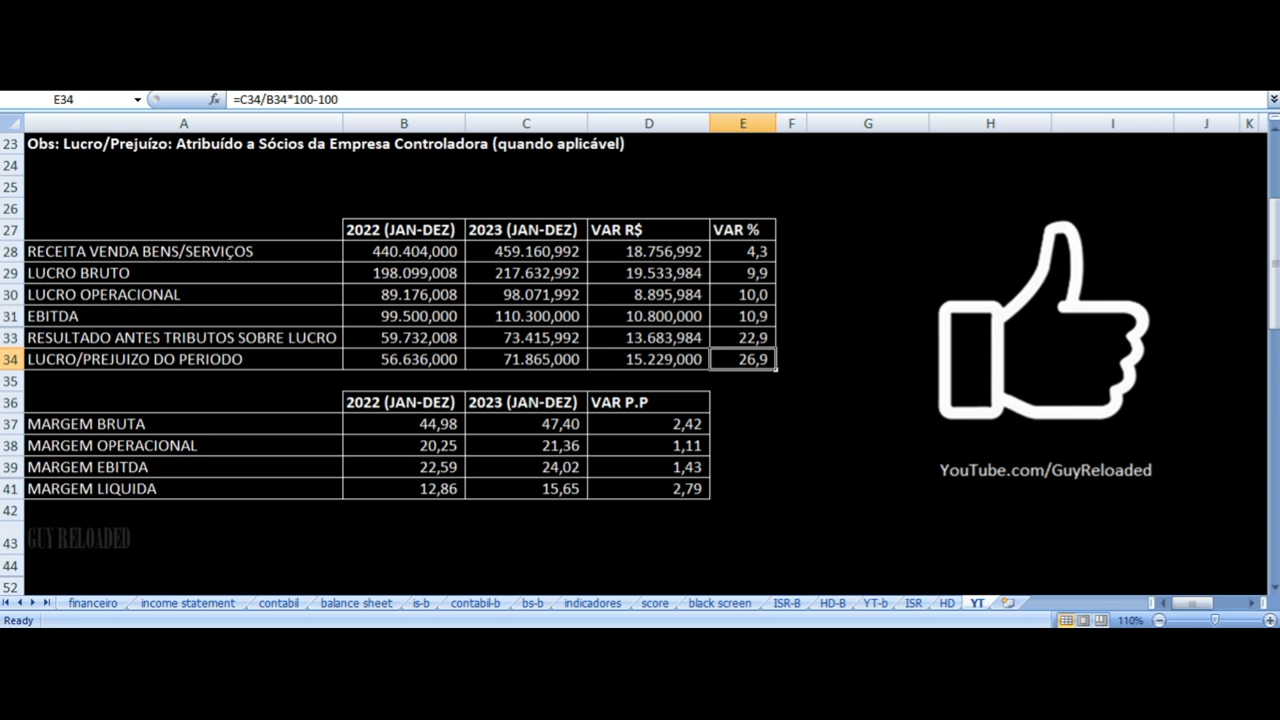 E34 fx =C34/B34*100-100
A B C D E F G H I J K
23 Obs: Lucro/Prejuízo: Atribuído a Sócios da Empresa Controladora (quando aplicável)
24
25
26
27 2022 (JAN-DEZ) 2023 (JAN-DEZ) VAR R$ VAR %
28 RECEITA VENDA BENS/SERVIÇOS 440.404,000 459.160,992 18.756,992 4,3
29 LUCRO BRUTO 198.099,008 217.632,992 19.533,984 9,9
30 LUCRO OPERACIONAL 89.176,008 98.071,992 8.895,984 10,0
31 EBITDA 99.500,000 110.300,000 10.800,000 10,9
33 RESULTADO ANTES TRIBUTOS SOBRE LUCRO 59.732,008 73.415,992 13.683,984 22,9
34 LUCRO/PREJUIZO DO PERIODO 56.636,000 71.865,000 15.229,000 26,9
35
36 2022 (JAN-DEZ) 2023 (JAN-DEZ) VAR P.P
37 MARGEM BRUTA 44,98 47,40 2,42
38 MARGEM OPERACIONAL 20,25 21,36 1,11
39 MARGEM EBITDA 22,59 24,02 1,43
41 MARGEM LIQUIDA 12,86 15,65 2,79
YouTube.com/GuyReloaded
42
43 GUY RELOADED
44
52
financeiro income statement contabil balance sheet is-b contabil-b bs-b indicadores score black screen ISR-B HD-B YT-b ISR HD YT
Ready 110%